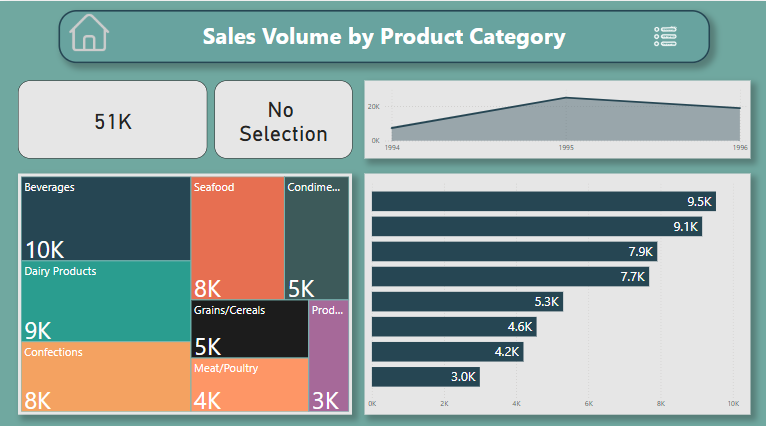 Sales Volume by Product Category
51K
No
Selection
20K
0K
1994
1995
1996
Beverages
10K
Dairy Products
9K
Confections
8K
Seafood
8K
Condime...
5K
Grains/Cereals
5K
Meat/Poultry
4K
Prod...
3K
9.5K
9.1K
7.9K
7.7K
5.3K
4.6K
4.2K
3.0K
0K 2K 4K 6K 8K 10K